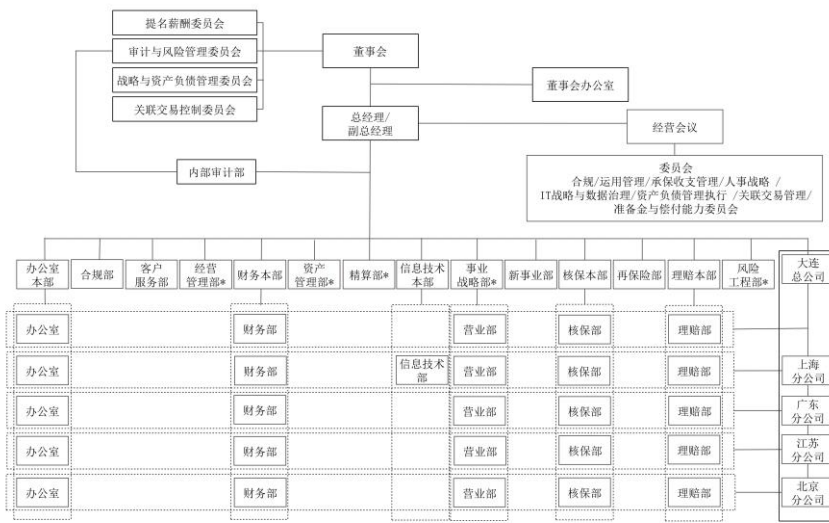 提名薪酬委员会
审计与风险管理委员会
战略与资产负债管理委员会
关联交易控制委员会
董事会
董事会办公室
总经理/
副总经理
经营会议
内部审计部
委员会
合规/运用管理/承保收支管理/人事战略 /
IT战略与数据治理/资产负债管理执行 /关联交易管理/
准备金与偿付能力委员会
办公室
本部
合规部
客户
服务部
经营
管理部*
财务本部
资产
管理部*
精算部*
信息技术
本部
事业
战略部*
新事业部
核保本部
再保险部
理赔本部
风险
工程部*
大连
总公司
办公室
财务部
营业部
核保部
理赔部
办公室
财务部
信息技术
部
营业部
核保部
理赔部
上海
分公司
办公室
财务部
营业部
核保部
理赔部
广东
分公司
办公室
财务部
营业部
核保部
理赔部
江苏
分公司
办公室
财务部
营业部
核保部
理赔部
北京
分公司